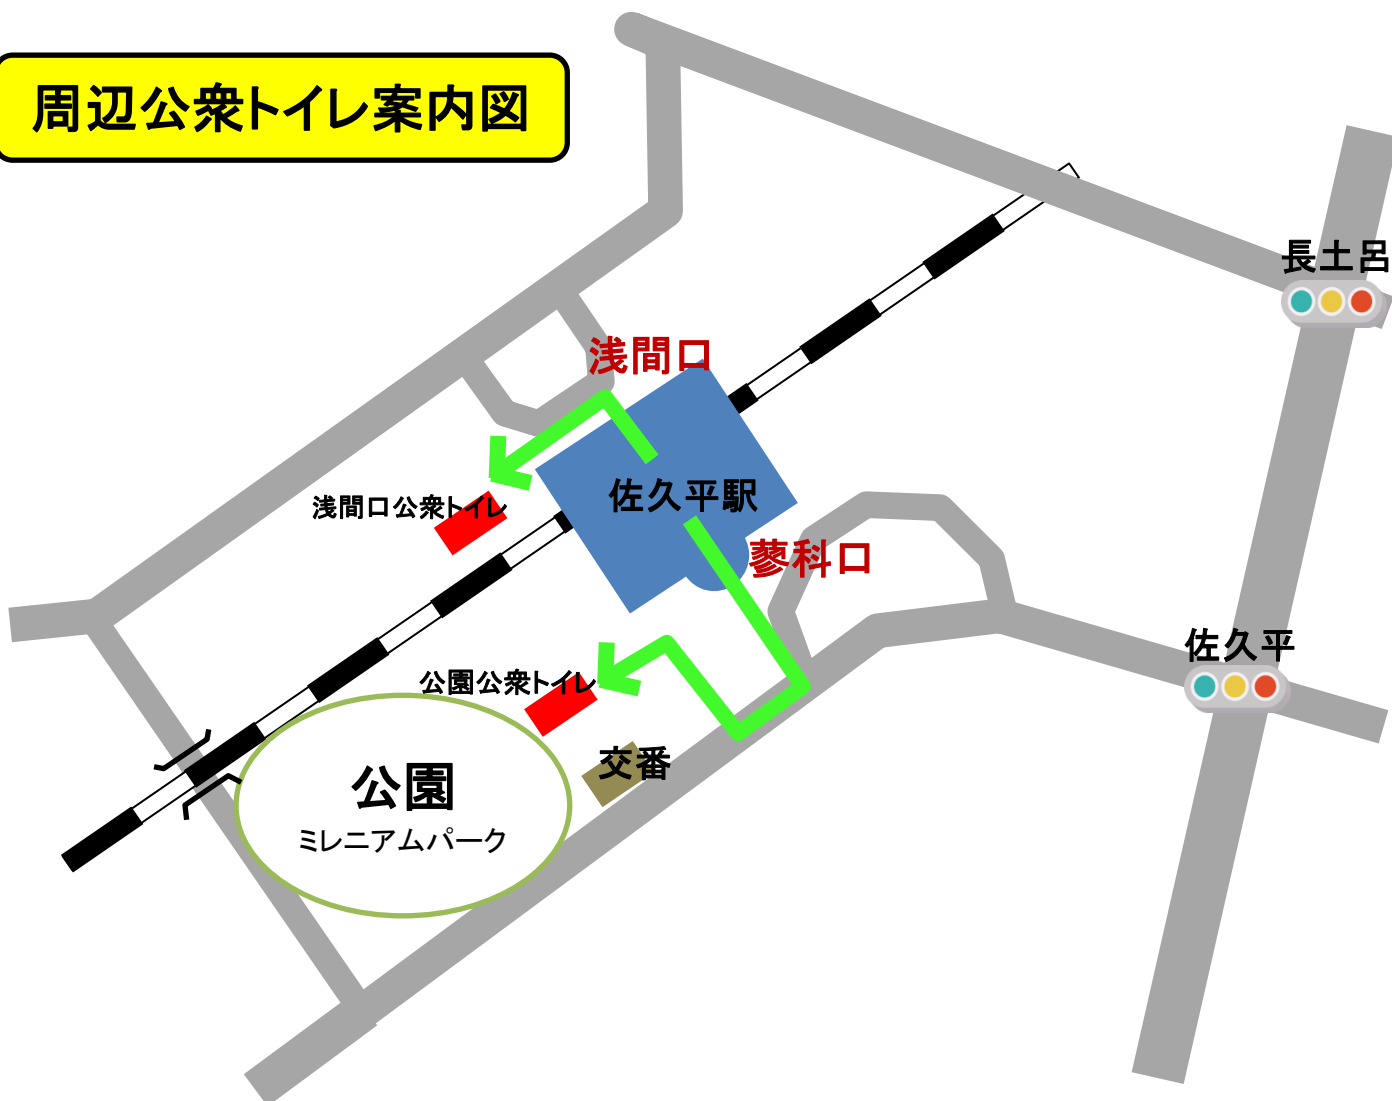 周辺公衆トイレ案内図
長土呂
浅間口
佐久平駅
浅間口公衆トイレ
蓼科口
佐久平
公園公衆トイレ
交番
公園
ミレニアムパーク